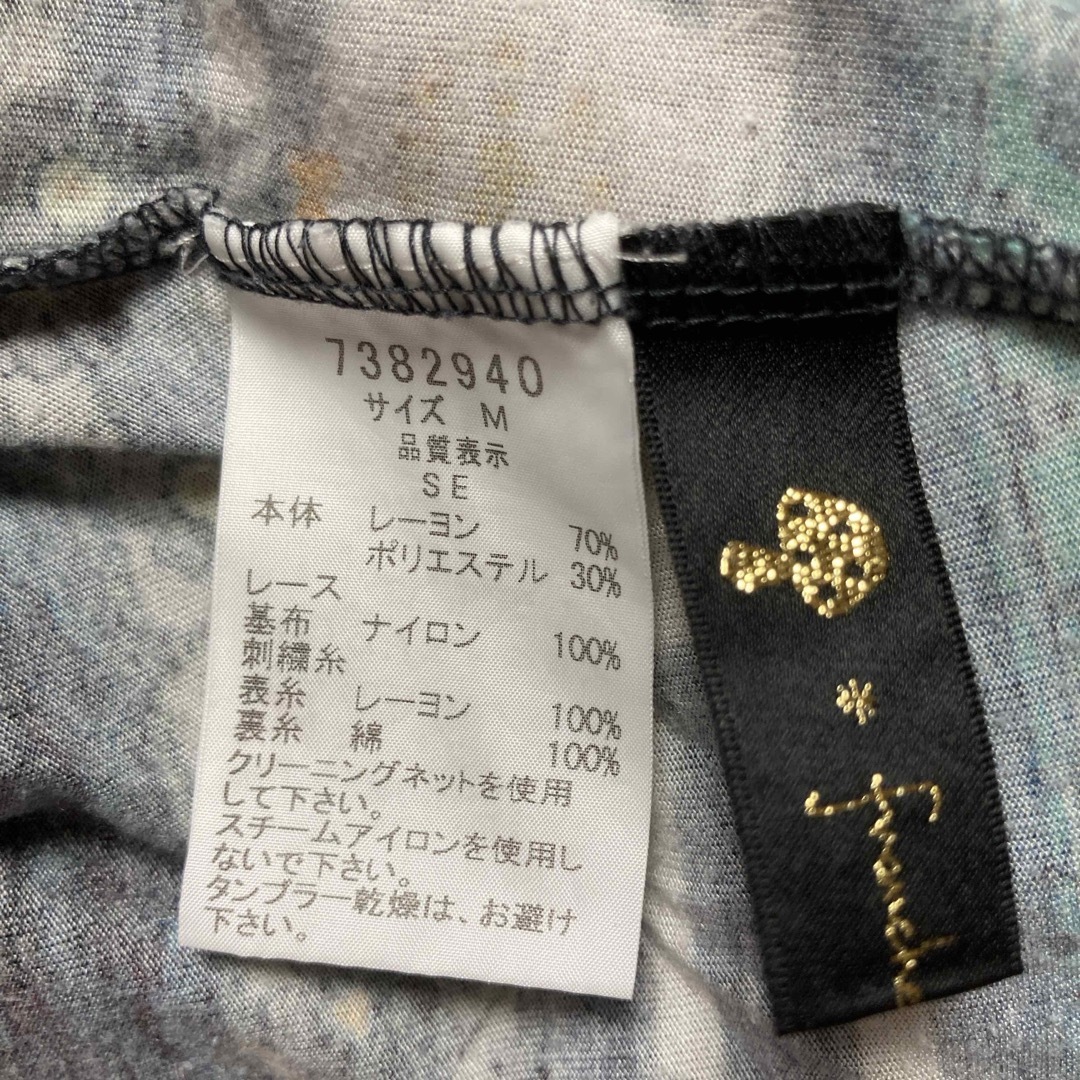 7382940
サイズ M
品質表示
SE
本体 レーヨン 70%
ポリエステル 30%
レース
基布 ナイロン 100%
刺繍糸
表糸 レーヨン 100%
裏糸 綿 100%
クリーニングネットを使用
して下さい。
スチームアイロンを使用し
ないで下さい。
タンブラー乾燥は、お避け
下さい。
franche